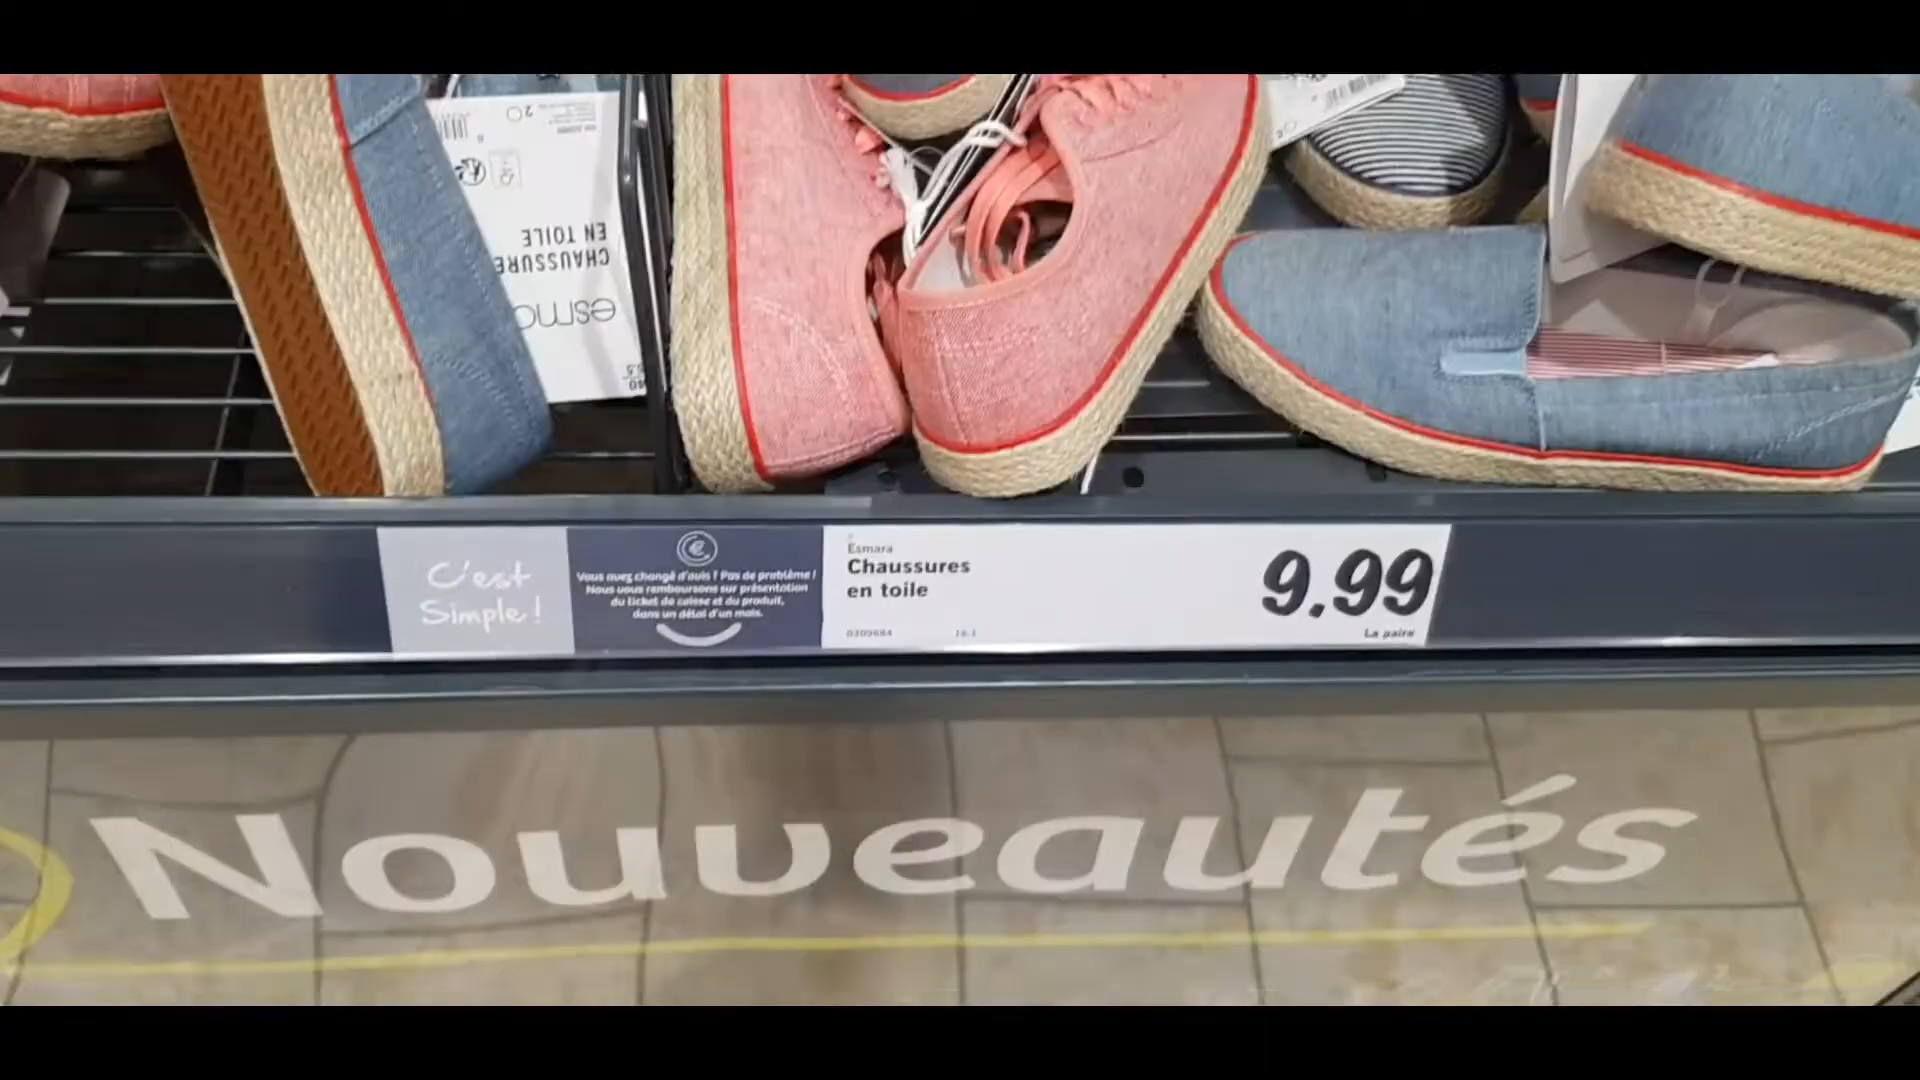 CHAUSSURE
EN TOILE
40
C'est
Simple !
Vous avez changé d'avis ? Pas de problème !
Nous vous remboursons sur présentation
du ticket de caisse et du produit,
dans un délai d'un mois.
Esmara
Chaussures
en toile
9.99
La paire
Nouveautés